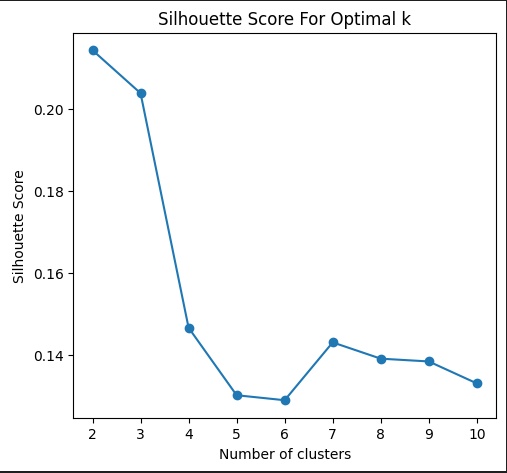 Silhouette Score For Optimal k
Silhouette Score
0.20
0.18
0.16
0.14
2 3 4 5 6 7 8 9 10
Number of clusters